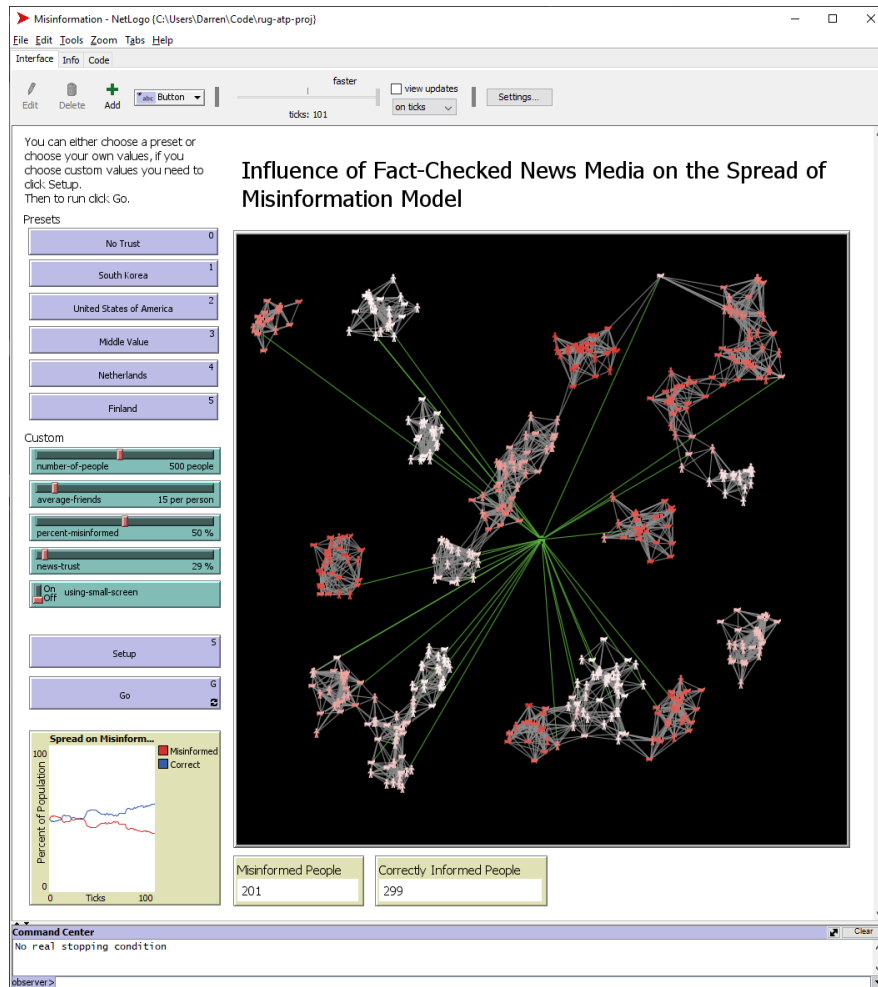 Misinformation - NetLogo {C:\Users\Darren\Code\rug-atp-proj}
File Edit Tools Zoom Tabs Help
Interface Info Code
Edit Delete Add abc Button faster ticks: 101 view updates on ticks Settings...
You can either choose a preset or
choose your own values, if you
choose custom values you need to
click Setup.
Then to run click Go.
Influence of Fact-Checked News Media on the Spread of
Misinformation Model
Presets
No Trust 0
South Korea 1
United States of America 2
Middle Value 3
Netherlands 4
Finland 5
Custom
number-of-people 500 people
average-friends 15 per person
percent-misinformed 50 %
news-trust 29 %
On
Off using-small-screen
Setup S
Go G
Spread on Misinform...
Percent of Population
100
0
0 Ticks 100
Misinformed
Correct
Misinformed People
201
Correctly Informed People
299
Command Center Clear
No real stopping condition
observer>